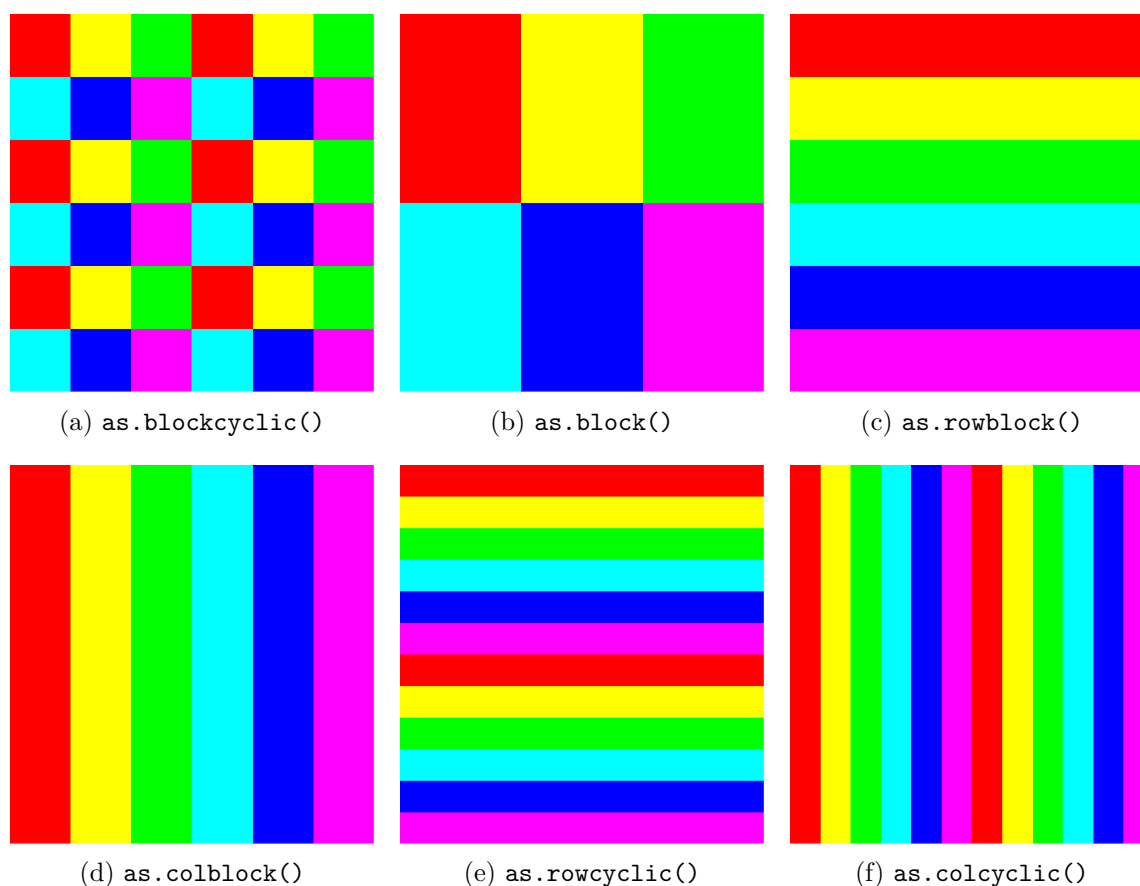 (a) as.blockcyclic()
(b) as.block()
(c) as.rowblock()
(d) as.colblock()
(e) as.rowcyclic()
(f) as.colcyclic()